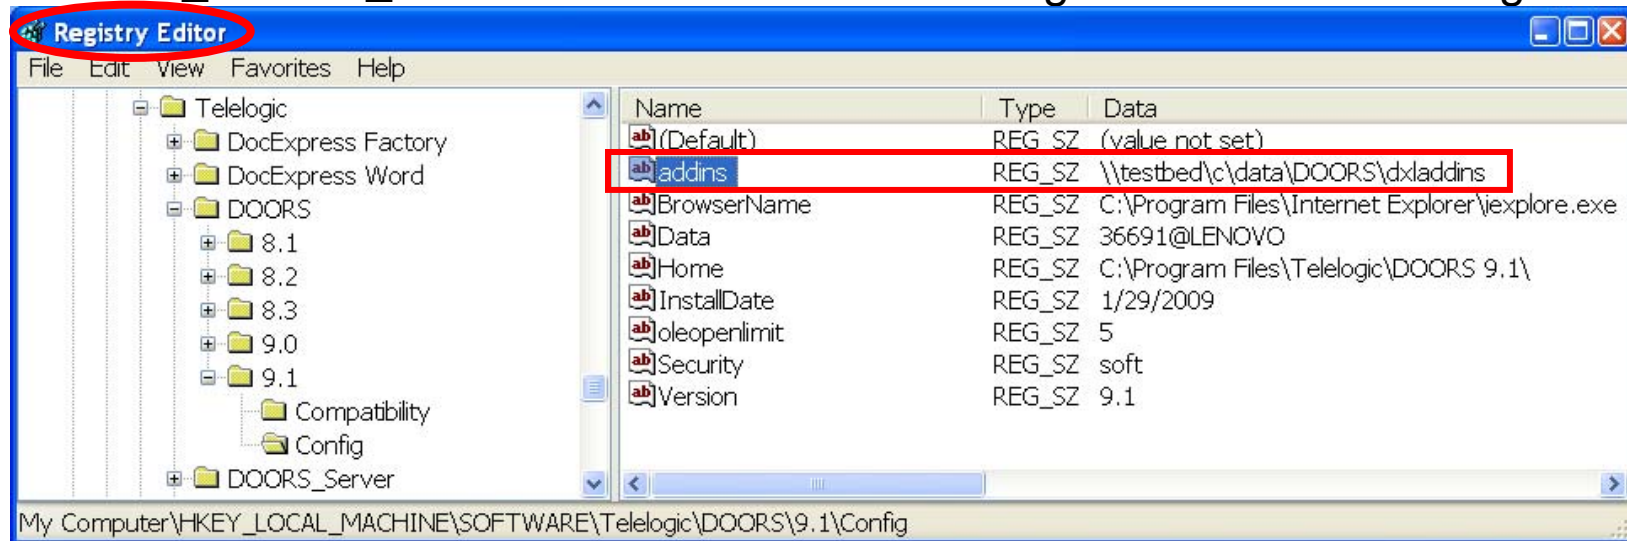 Registry Editor
File Edit View Favorites Help
Telelogic
DocExpress Factory
DocExpress Word
DOORS
8.1
8.2
8.3
9.0
9.1
Compatibility
Config
DOORS_Server
Name Type Data
(Default) REG_SZ (value not set)
addins REG_SZ \\testbed\c\data\DOORS\dxladdins
BrowserName REG_SZ C:\Program Files\Internet Explorer\iexplore.exe
Data REG_SZ 36691@LENOVO
Home REG_SZ C:\Program Files\Telelogic\DOORS 9.1\
InstallDate REG_SZ 1/29/2009
oleopenlimit REG_SZ 5
Security REG_SZ soft
Version REG_SZ 9.1
My Computer\HKEY_LOCAL_MACHINE\SOFTWARE\Telelogic\DOORS\9.1\Config